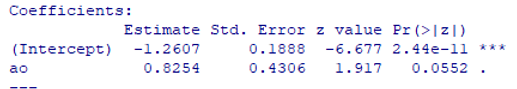 Coefficients:
Estimate Std. Error z value Pr(>|z|)
(Intercept) -1.2607 0.1888 -6.677 2.44e-11 ***
ao 0.8254 0.4306 1.917 0.0552 .
---